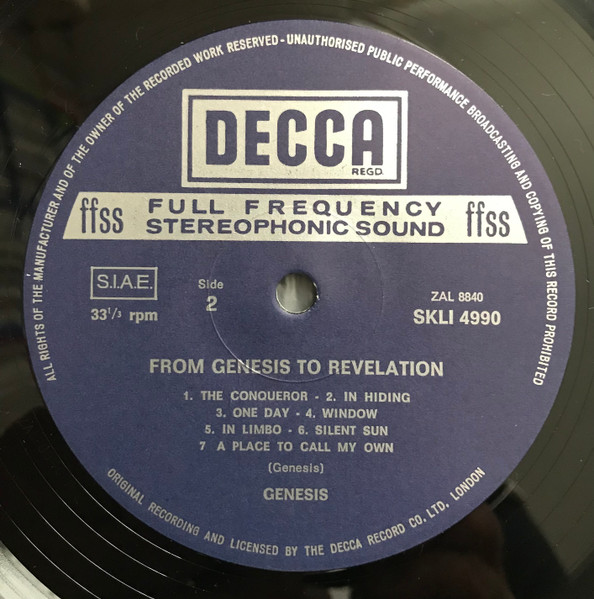 ALL RIGHTS OF THE MANUFACTURER AND OF THE OWNER OF THE RECORDED WORK RESERVED - UNAUTHORISED PUBLIC PERFORMANCE BROADCASTING AND COPYING OF THIS RECORD PROHIBITED
DECCA
REGD.
ffss FULL FREQUENCY STEREOPHONIC SOUND ffss
S.I.A.E.
33 1/3 rpm
Side
2
ZAL 8840
SKLI 4990
FROM GENESIS TO REVELATION
1. THE CONQUEROR - 2. IN HIDING
3. ONE DAY - 4. WINDOW
5. IN LIMBO - 6. SILENT SUN
7 A PLACE TO CALL MY OWN
(Genesis)
GENESIS
ORIGINAL RECORDING AND LICENSED BY THE DECCA RECORD CO. LTD. LONDON